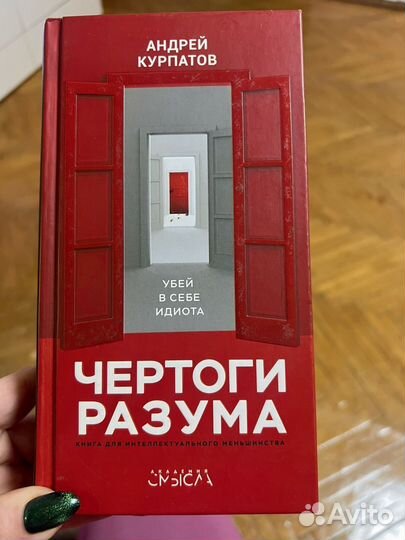 АНДРЕЙ
КУРПАТОВ
УБЕЙ
В СЕБЕ
ИДИОТА
ЧЕРТОГИ
РАЗУМА
КНИГА ДЛЯ ИНТЕЛЛЕКТУАЛЬНОГО МЕНЬШИНСТВА
АКАДЕМИЯ
СМЫСЛА
Avito